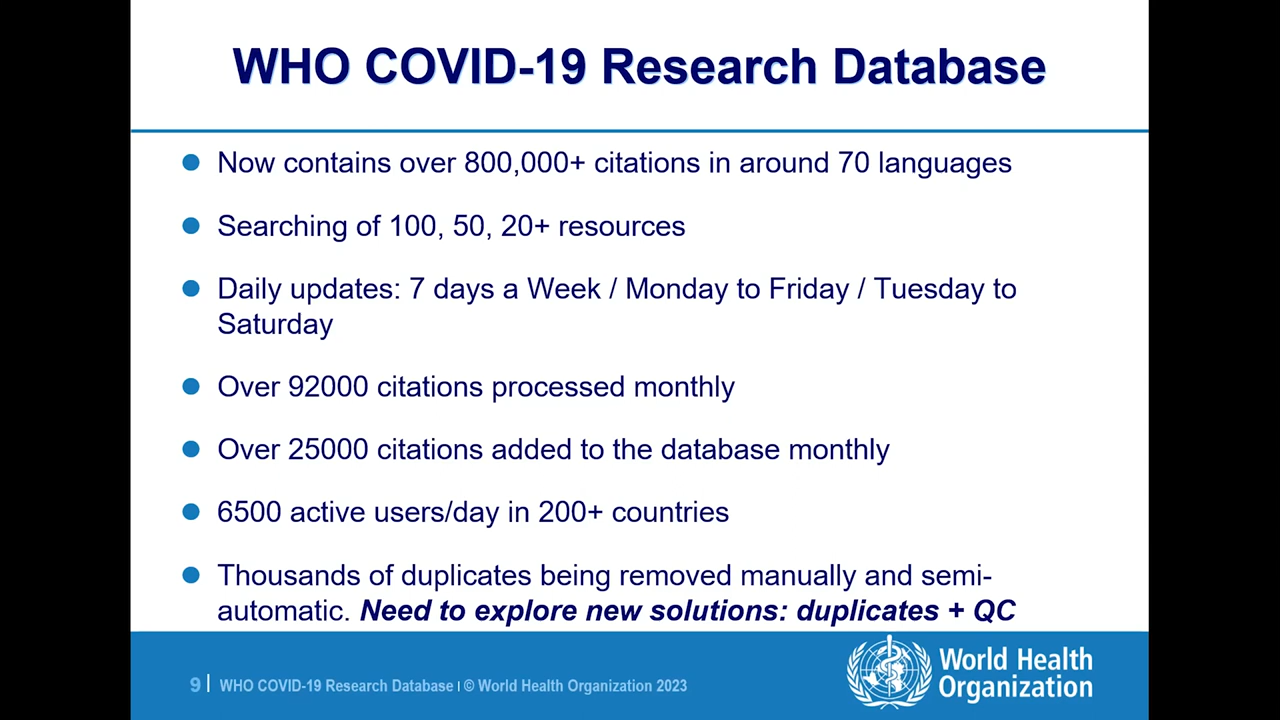 WHO COVID-19 Research Database
Now contains over 800,000+ citations in around 70 languages
Searching of 100, 50, 20+ resources
Daily updates: 7 days a Week / Monday to Friday / Tuesday to
Saturday
Over 92000 citations processed monthly
Over 25000 citations added to the database monthly
6500 active users/day in 200+ countries
Thousands of duplicates being removed manually and semi-
automatic. Need to explore new solutions: duplicates + QC
9 | WHO COVID-19 Research Database | © World Health Organization 2023
World Health
Organization